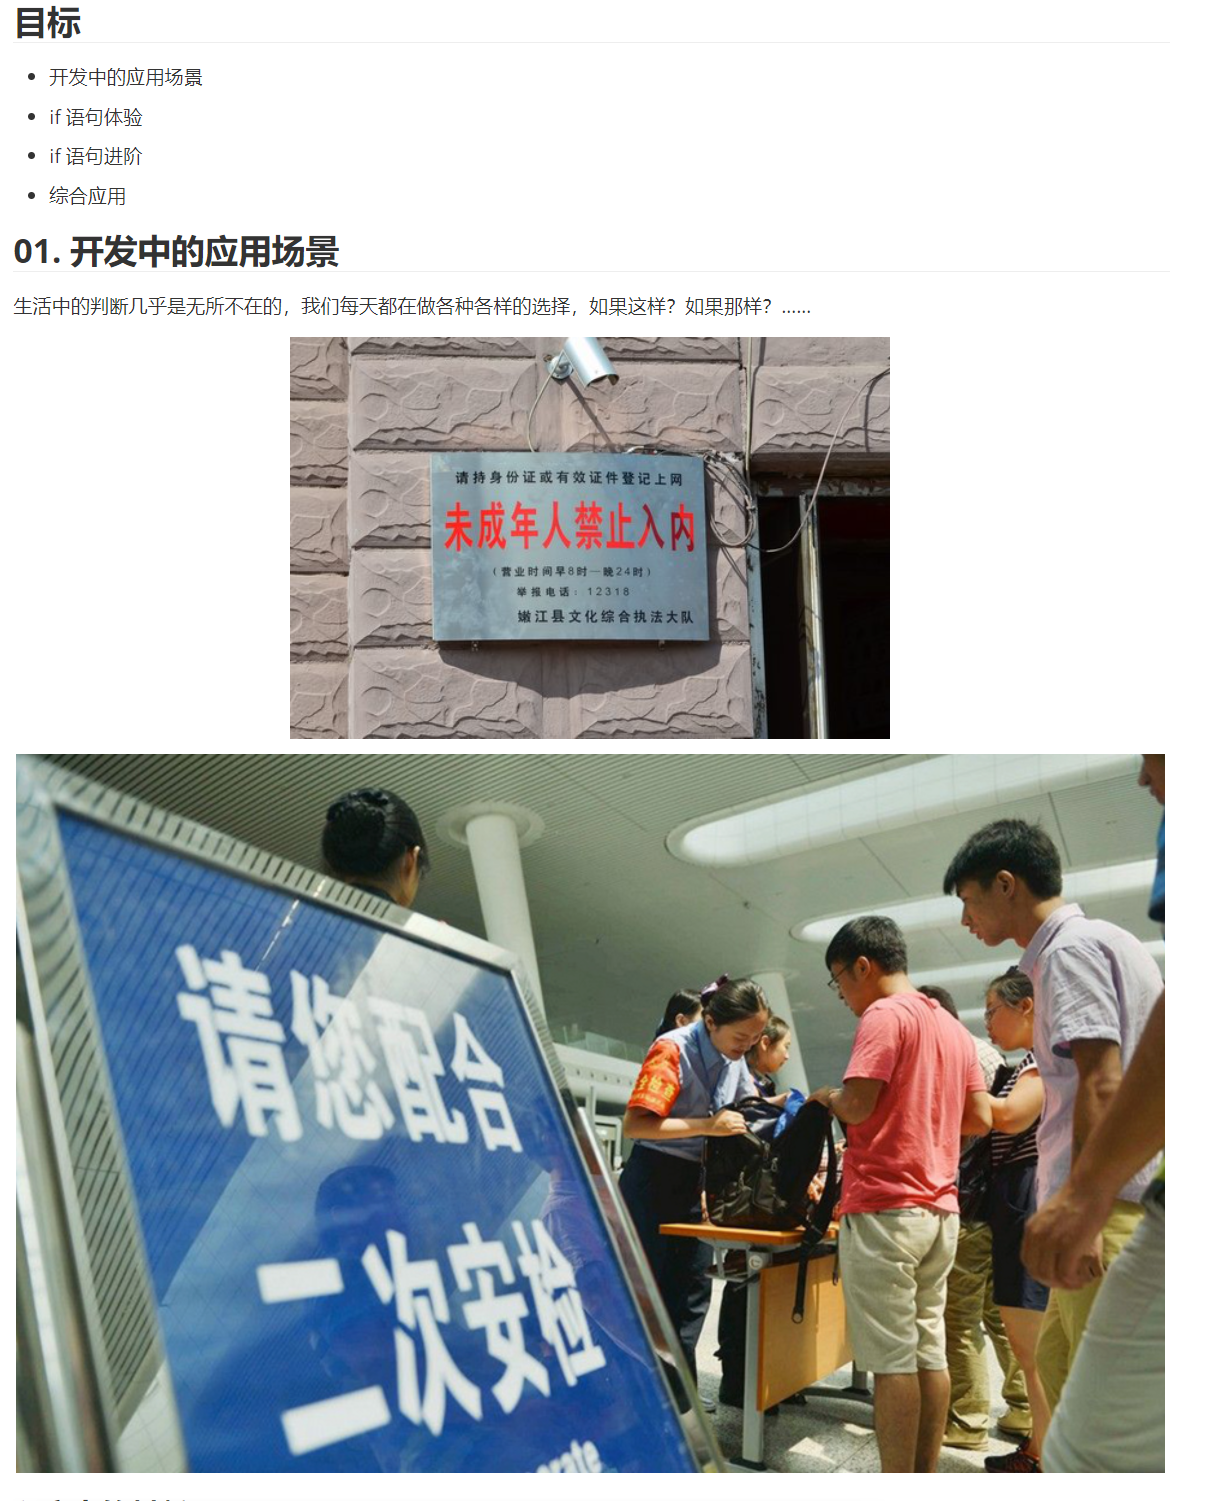 目标
开发中的应用场景
if 语句体验
if 语句进阶
综合应用
01. 开发中的应用场景
生活中的判断几乎是无所不在的，我们每天都在做各种各样的选择，如果这样？如果那样？……
请持身份证或有效证件登记上网
未成年人禁止入内
（营业时间早8时—晚24时）
举报电话：12318
嫩江县文化综合执法大队
请您配合
二次安检